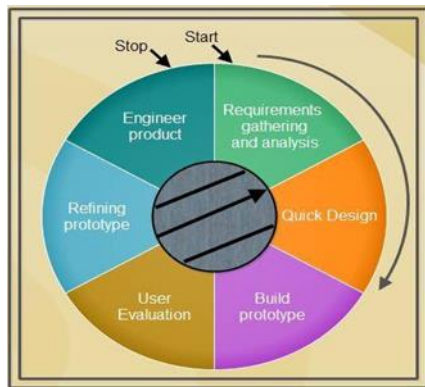 Stop
Start
Engineer
product
Requirements
gathering
and analysis
Refining
prototype
Quick Design
User
Evaluation
Build
prototype